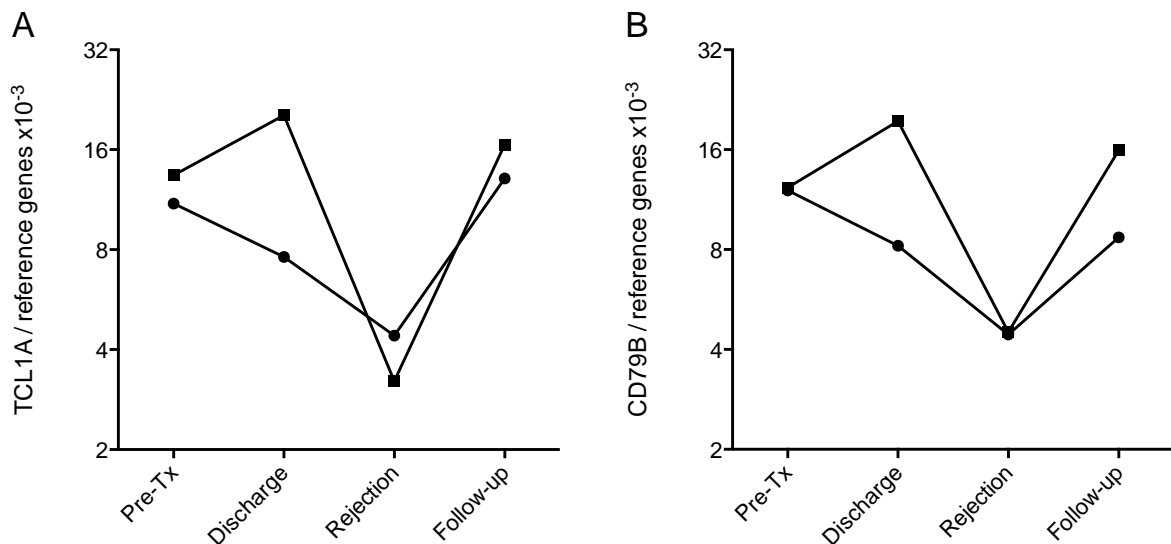 A
TCL1A / reference genes x10-3
32
16
8
4
2
Pre-Tx
Discharge
Rejection
Follow-up
B
CD79B / reference genes x10-3
32
16
8
4
2
Pre-Tx
Discharge
Rejection
Follow-up